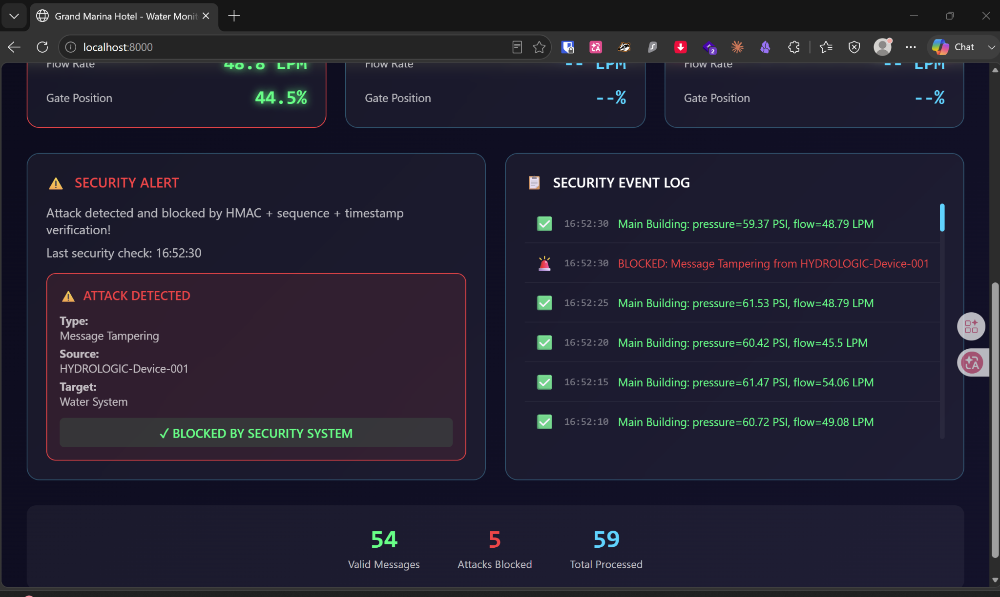 Grand Marina Hotel - Water Monit
localhost:8000
2
Chat
Flow Rate
48.8 LPM
Flow Rate
-- LPM
Flow Rate
-- LPM
Gate Position
44.5%
Gate Position
--%
Gate Position
--%
SECURITY ALERT
Attack detected and blocked by HMAC + sequence + timestamp
verification!
Last security check: 16:52:30
ATTACK DETECTED
Type:
Message Tampering
Source:
HYDROLOGIC-Device-001
Target:
Water System
✓ BLOCKED BY SECURITY SYSTEM
SECURITY EVENT LOG
16:52:30 Main Building: pressure=59.37 PSI, flow=48.79 LPM
16:52:30 BLOCKED: Message Tampering from HYDROLOGIC-Device-001
16:52:25 Main Building: pressure=61.53 PSI, flow=48.79 LPM
16:52:20 Main Building: pressure=60.42 PSI, flow=45.5 LPM
16:52:15 Main Building: pressure=61.47 PSI, flow=54.06 LPM
16:52:10 Main Building: pressure=60.72 PSI, flow=49.08 LPM
54
Valid Messages
5
Attacks Blocked
59
Total Processed